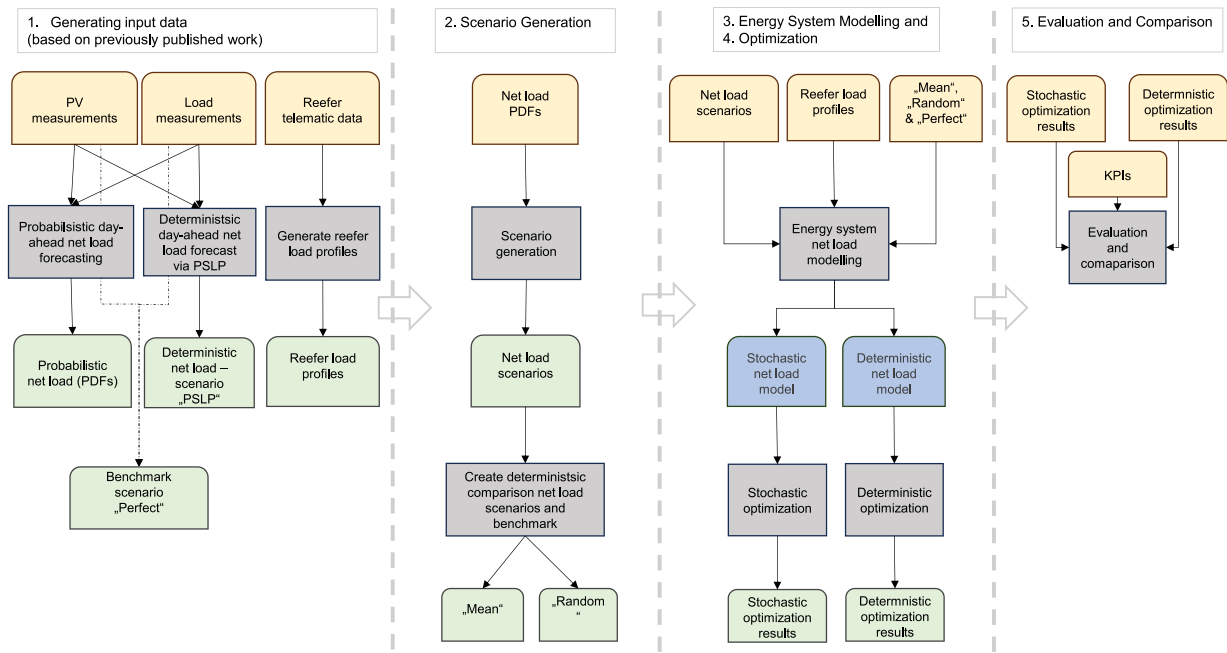 1. Generating input data
(based on previously published work)
2. Scenario Generation
3. Energy System Modelling and
4. Optimization
5. Evaluation and Comparison
PV
measurements
Load
measurements
Reefer
telematic data
Probabilsistic day-
ahead net load
forecasting
Deterministsic
day-ahead net
load forecast
via PSLP
Generate reefer
load profiles
Probabilistic
net load (PDFs)
Deterministic
net load –
scenario
„PSLP“
Reefer load
profiles
Benchmark
scenario
„Perfect“
Net load
PDFs
Scenario
generation
Net load
scenarios
Create determinstsic
comparison net load
scenarios and
benchmark
„Mean“
„Random
“
Net load
scenarios
Reefer load
profiles
„Mean“,
„Random“
& „Perfect“
Energy system
net load
modelling
Stochastic
net load
model
Deterministic
net load
model
Stochastic
optimization
Deterministic
optimization
Stochastic
optimization
results
Determnistic
optimization
results
Stochastic
optimization
results
Determnistic
optimization
results
KPIs
Evaluation
and
comaparison